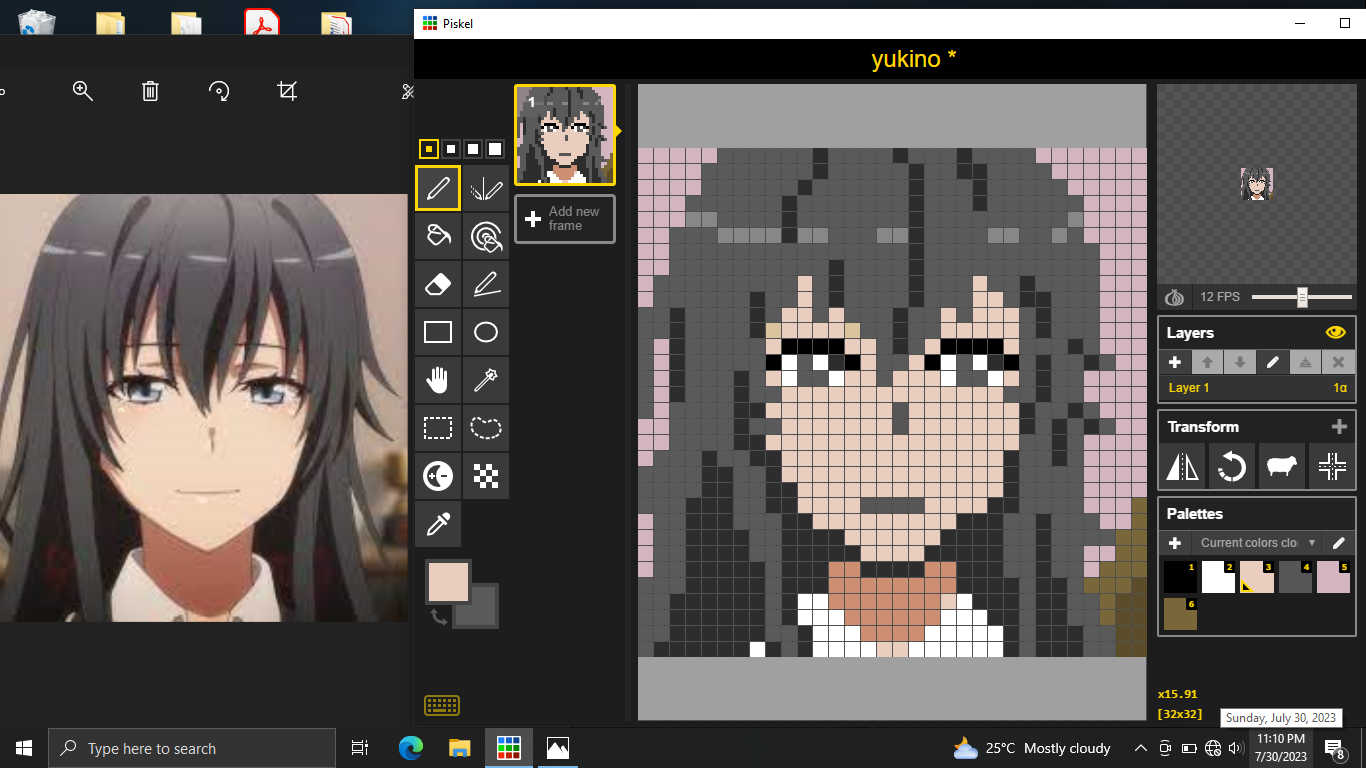 Piskel
yukino *
1
Add new
frame
12 FPS
Layers
Layer 1
1α
Transform
Palettes
Current colors clo
1
2
3
4
5
6
x15.91
[32x32]
Sunday, July 30, 2023
Type here to search
25°C Mostly cloudy
11:10 PM
7/30/2023
8